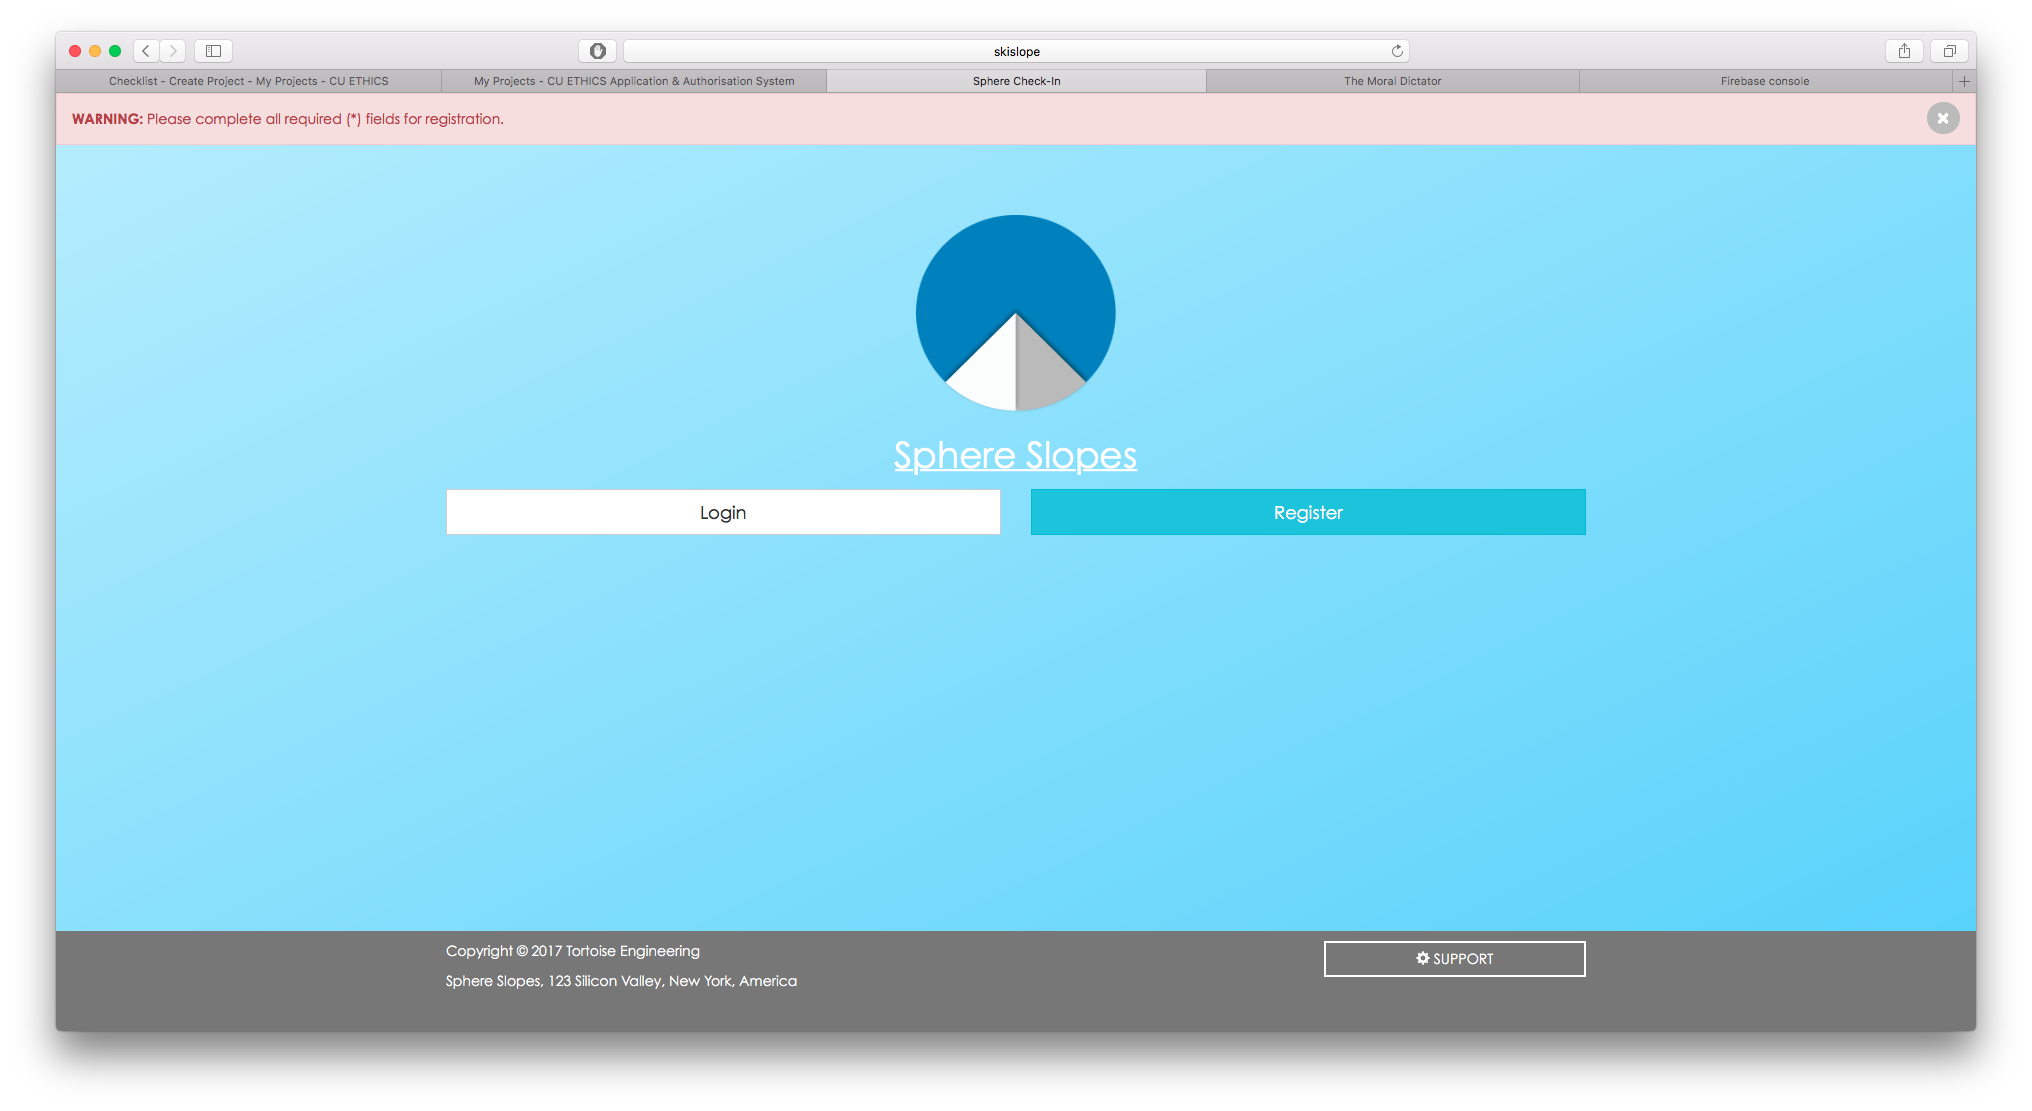 skislope
Checklist - Create Project - My Projects - CU ETHICS
My Projects - CU ETHICS Application & Authorisation System
Sphere Check-In
The Moral Dictator
Firebase console
WARNING: Please complete all required (*) fields for registration.
Sphere Slopes
Login
Register
Copyright © 2017 Tortoise Engineering
SUPPORT
Sphere Slopes, 123 Silicon Valley, New York, America